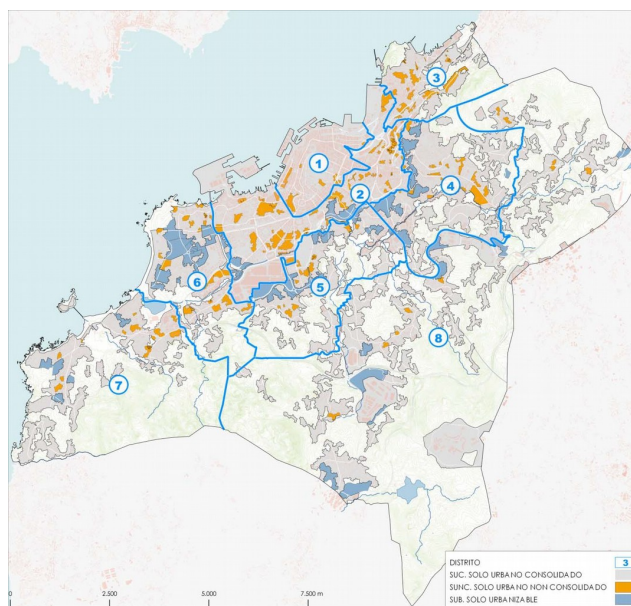 3
1
2
4
6
5
8
7
DISTRITO 3
SUC. SOLO URBANO CONSOLIDADO
SUNC. SOLO URBANO NON CONSOLIDADO
SUB. SOLO URBANIZABLE
0 2.500 5.000 7.500 m